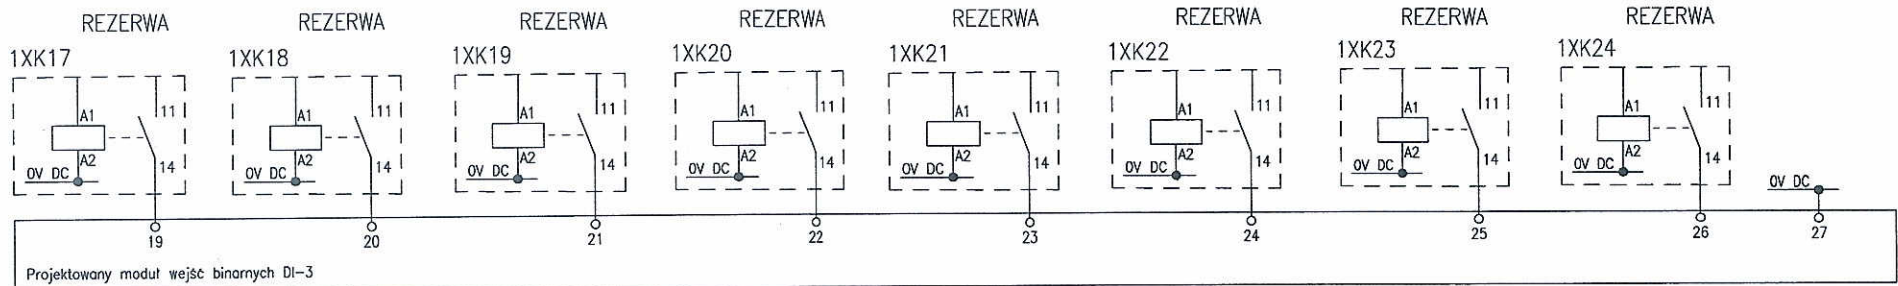 REZERWA REZERWA REZERWA REZERWA REZERWA REZERWA REZERWA REZERWA
1XK17 1XK18 1XK19 1XK20 1XK21 1XK22 1XK23 1XK24
A1 11 A1 11 A1 11 A1 11 A1 11 A1 11 A1 11 A1 11
A2 14 A2 14 A2 14 A2 14 A2 14 A2 14 A2 14 A2 14
0V DC 0V DC 0V DC 0V DC 0V DC 0V DC 0V DC 0V DC 0V DC
19 20 21 22 23 24 25 26 27
Projektowany moduł wejść binarnych DI-3